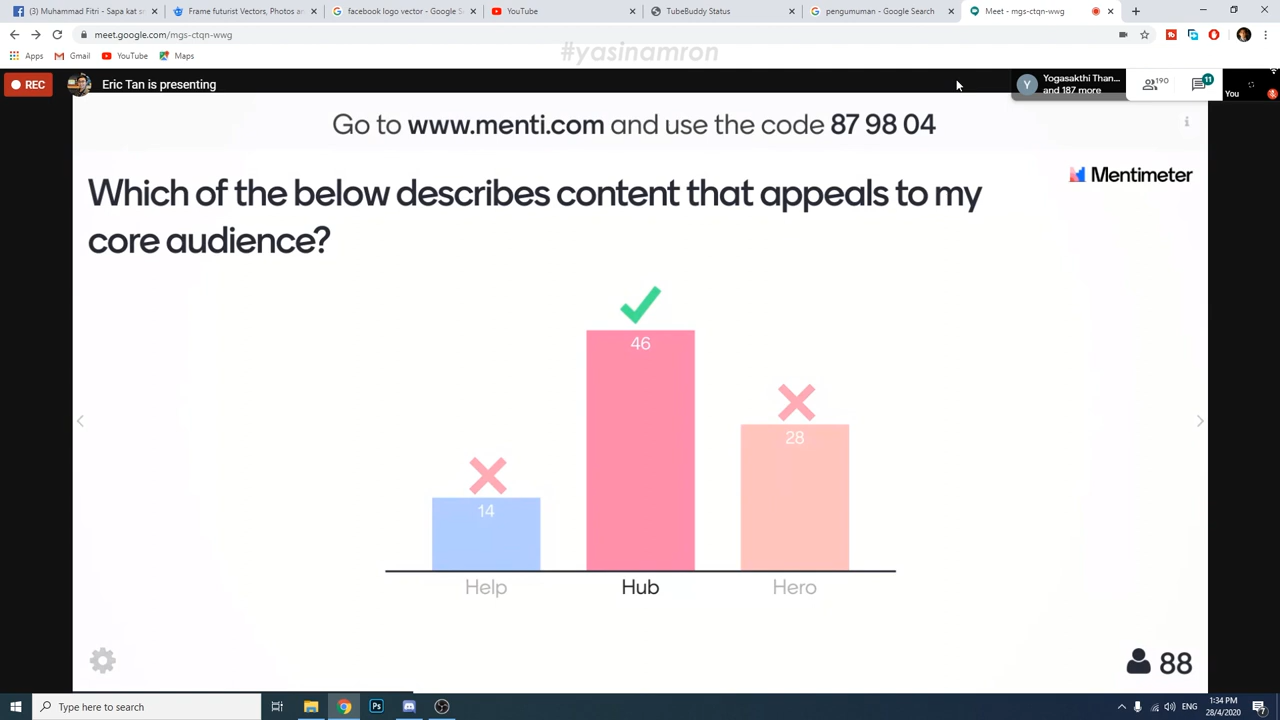 (3) Muhammad Fitri - Sapa kat s
Frame futurist Vectors, Photos a
facebook logo vector - Google S
YouTube
TubeBuddy Status
pengumuman - Google Search
Meet - mgs-ctqn-wwg
meet.google.com/mgs-ctqn-wwg
Apps
Gmail
YouTube
Maps
#yasinamron
REC
Eric Tan is presenting
Yogasakthi Than...
and 187 more
190
11
You
Go to www.menti.com and use the code 87 98 04
Mentimeter
Which of the below describes content that appeals to my
core audience?
46
28
14
Help
Hub
Hero
88
Type here to search
Ps
ENG
1:34 PM
28/4/2020
7